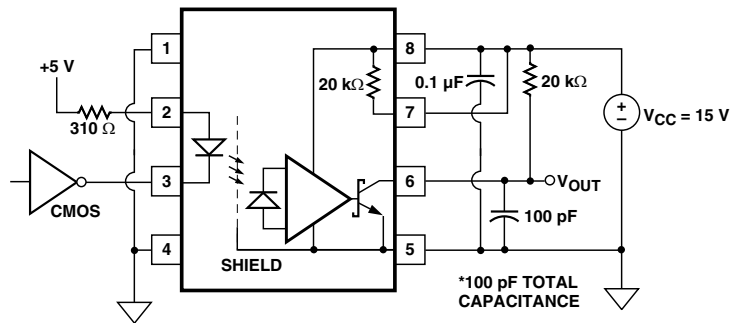 +5 V
310 Ω
CMOS
1
2
3
4
SHIELD
20 kΩ
8
7
6
5
0.1 µF
20 kΩ
VCC = 15 V
VOUT
100 pF
*100 pF TOTAL
CAPACITANCE